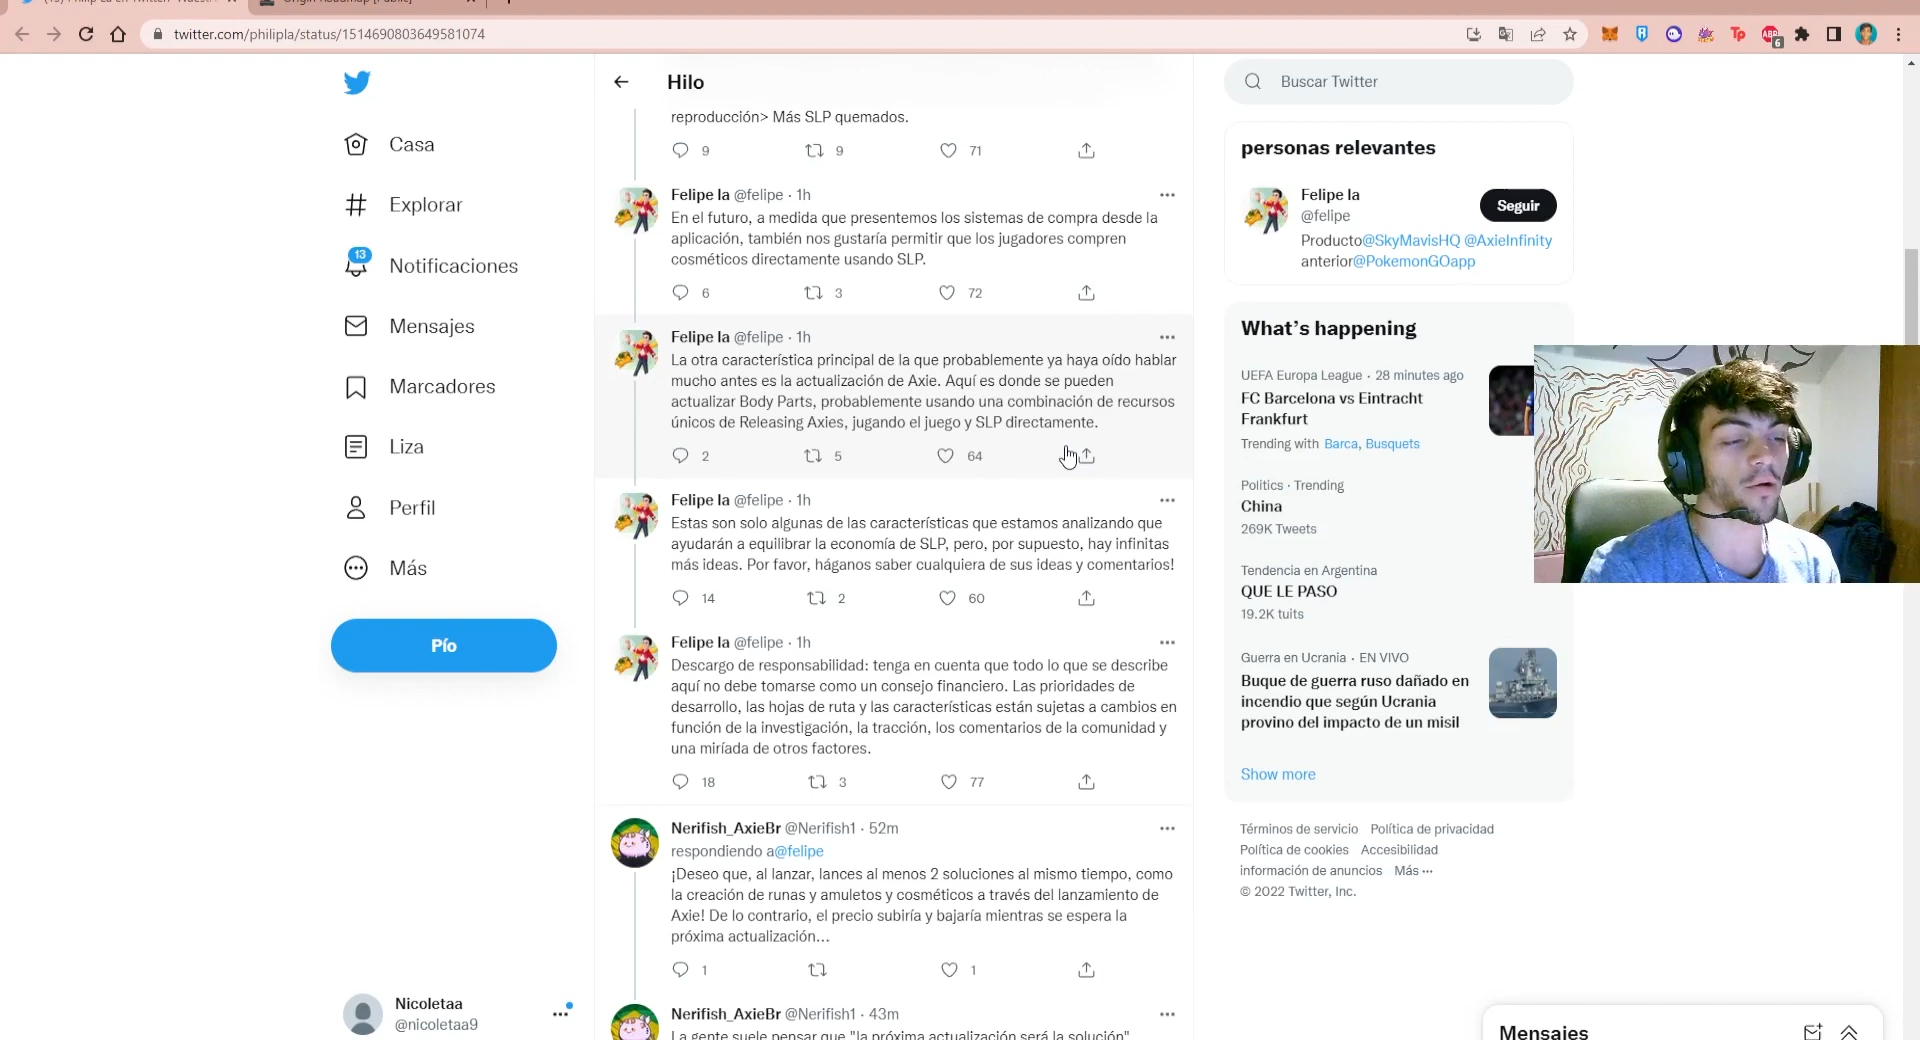 twitter.com/philipla/status/1514690803649581074
6
Casa
Explorar
13
Notificaciones
Mensajes
Marcadores
Liza
Perfil
Más
Pío
Nicoletaa
@nicoletaa9
Hilo
reproducción> Más SLP quemados.
9 9 71
Felipe la @felipe · 1h
En el futuro, a medida que presentemos los sistemas de compra desde la
aplicación, también nos gustaría permitir que los jugadores compren
cosméticos directamente usando SLP.
6 3 72
Felipe la @felipe · 1h
La otra característica principal de la que probablemente ya haya oído hablar
mucho antes es la actualización de Axie. Aquí es donde se pueden
actualizar Body Parts, probablemente usando una combinación de recursos
únicos de Releasing Axies, jugando el juego y SLP directamente.
2 5 64
Felipe la @felipe · 1h
Estas son solo algunas de las características que estamos analizando que
ayudarán a equilibrar la economía de SLP, pero, por supuesto, hay infinitas
más ideas. Por favor, háganos saber cualquiera de sus ideas y comentarios!
14 2 60
Felipe la @felipe · 1h
Descargo de responsabilidad: tenga en cuenta que todo lo que se describe
aquí no debe tomarse como un consejo financiero. Las prioridades de
desarrollo, las hojas de ruta y las características están sujetas a cambios en
función de la investigación, la tracción, los comentarios de la comunidad y
una miríada de otros factores.
18 3 77
Nerifish_AxieBr @Nerifish1 · 52m
respondiendo a@felipe
¡Deseo que, al lanzar, lances al menos 2 soluciones al mismo tiempo, como
la creación de runas y amuletos y cosméticos a través del lanzamiento de
Axie! De lo contrario, el precio subiría y bajaría mientras se espera la
próxima actualización...
1 1
Nerifish_AxieBr @Nerifish1 · 43m
La gente suele pensar que "la próxima actualización será la solución"
Buscar Twitter
personas relevantes
Felipe la
@felipe
Seguir
Producto@SkyMavisHQ @AxieInfinity
anterior@PokemonGOapp
What's happening
UEFA Europa League · 28 minutes ago
FC Barcelona vs Eintracht
Frankfurt
Trending with Barca, Busquets
Politics · Trending
China
269K Tweets
Tendencia en Argentina
QUE LE PASO
19.2K tuits
Guerra en Ucrania · EN VIVO
Buque de guerra ruso dañado en
incendio que según Ucrania
provino del impacto de un misil
Show more
Términos de servicio Política de privacidad
Política de cookies Accesibilidad
información de anuncios Más ···
© 2022 Twitter, Inc.
Mensajes